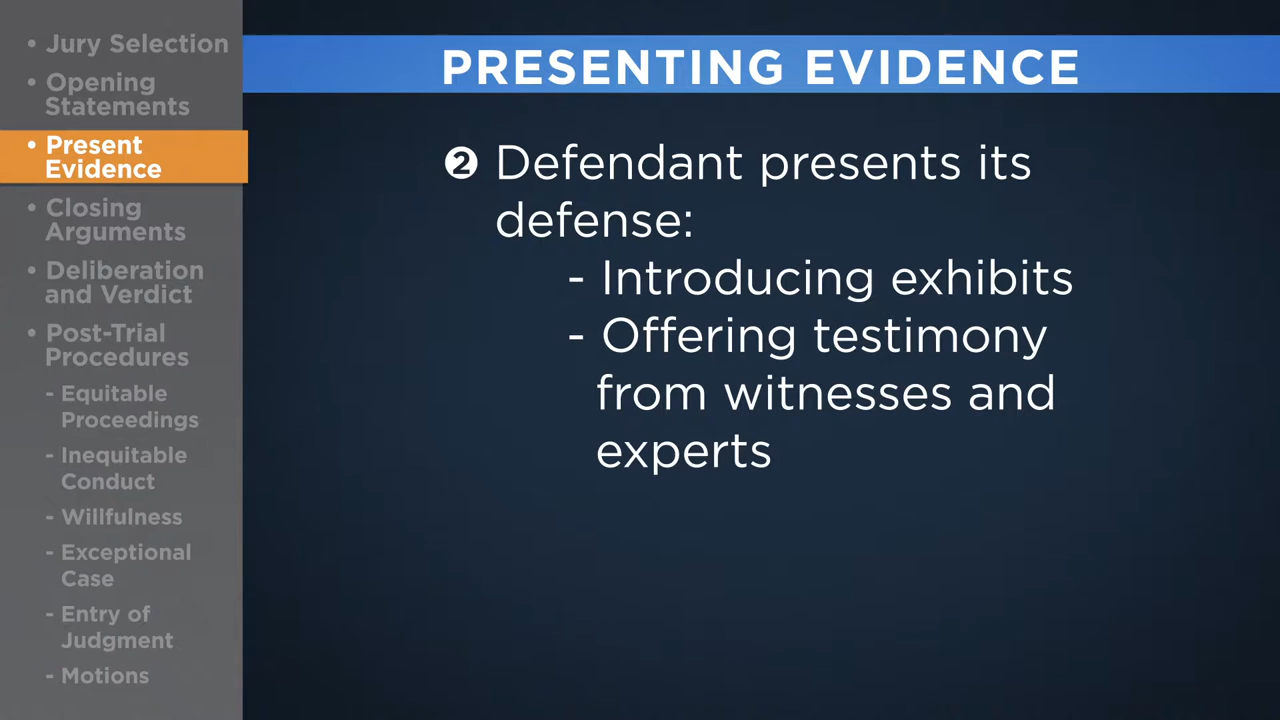 • Jury Selection
• Opening
Statements
• Present
Evidence
• Closing
Arguments
• Deliberation
and Verdict
• Post-Trial
Procedures
- Equitable
Proceedings
- Inequitable
Conduct
- Willfulness
- Exceptional
Case
- Entry of
Judgment
- Motions
PRESENTING EVIDENCE
❷ Defendant presents its
defense:
- Introducing exhibits
- Offering testimony
from witnesses and
experts